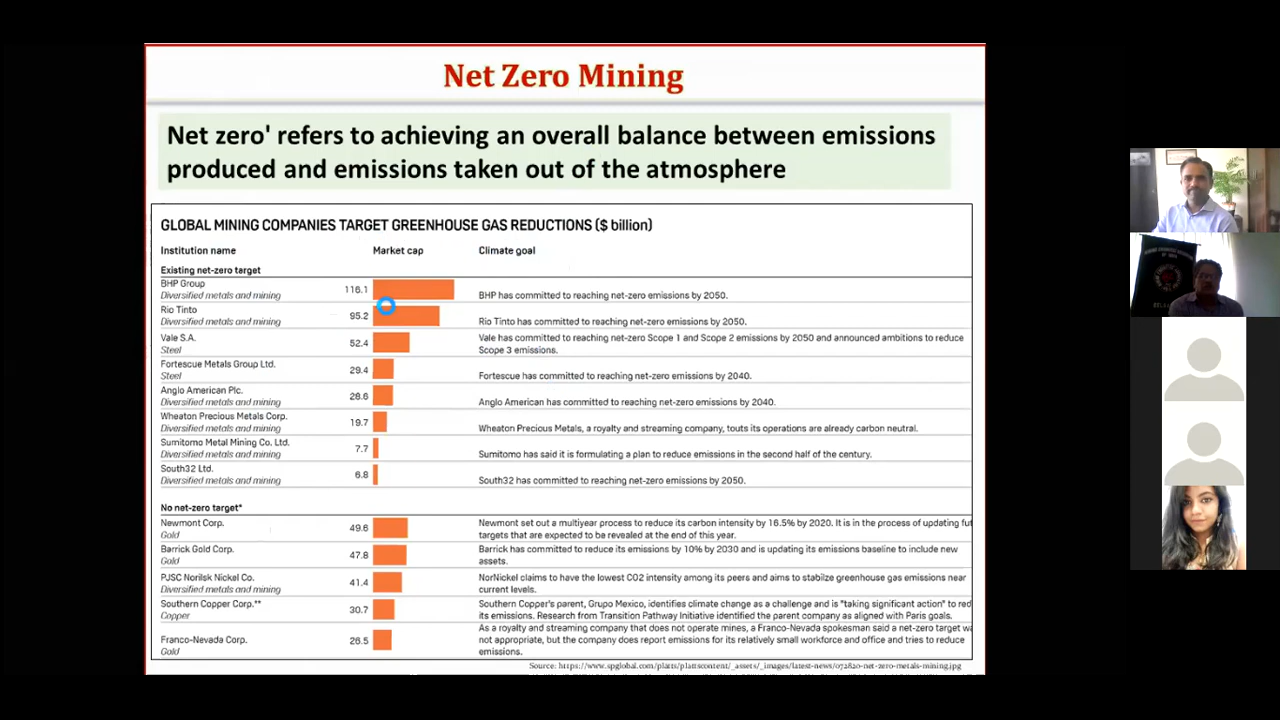 Net Zero Mining
Net zero' refers to achieving an overall balance between emissions
produced and emissions taken out of the atmosphere
GLOBAL MINING COMPANIES TARGET GREENHOUSE GAS REDUCTIONS ($ billion)
Institution name Market cap Climate goal
Existing net-zero target
BHP Group
Diversified metals and mining 116.1 BHP has committed to reaching net-zero emissions by 2050.
Rio Tinto
Diversified metals and mining 95.2 Rio Tinto has committed to reaching net-zero emissions by 2050.
Vale S.A. 52.4 Vale has committed to reaching net-zero Scope 1 and Scope 2 emissions by 2050 and announced ambitions to reduce
Steel Scope 3 emissions.
Fortescue Metals Group Ltd. 29.4
Steel Fortescue has committed to reaching net-zero emissions by 2040.
Anglo American Plc. 28.6
Diversified metals and mining Anglo American has committed to reaching net-zero emissions by 2040.
Wheaton Precious Metals Corp. 19.7
Diversified metals and mining Wheaton Precious Metals, a royalty and streaming company, touts its operations are already carbon neutral.
Sumitomo Metal Mining Co. Ltd. 7.7
Diversified metals and mining Sumitomo has said it is formulating a plan to reduce emissions in the second half of the century.
South32 Ltd. 6.8
Diversified metals and mining South32 has committed to reaching net-zero emissions by 2050.
No net-zero target*
Newmont Corp. 49.6 Newmont set out a multiyear process to reduce its carbon intensity by 16.5% by 2020. It is in the process of updating fut
Gold targets that are expected to be revealed at the end of this year.
Barrick Gold Corp. 47.8 Barrick has committed to reduce its emissions by 10% by 2030 and is updating its emissions baseline to include new
Gold assets.
PJSC Norilsk Nickel Co. 41.4 NorNickel claims to have the lowest CO2 intensity among its peers and aims to stabilze greenhouse gas emissions near
Diversified metals and mining current levels.
Southern Copper Corp.** 30.7 Southern Copper's parent, Grupo Mexico, identifies climate change as a challenge and is "taking significant action" to red
Copper its emissions. Research from Transition Pathway Initiative identified the parent company as aligned with Paris goals.
As a royalty and streaming company that does not operate mines, a Franco-Nevada spokesman said a net-zero target wa
Franco-Nevada Corp. 26.5 not appropriate, but the company does report emissions for its relatively small workforce and office and tries to reduce
Gold emissions.
Source: https://www.spglobal.com/platts/plattscontent/_assets/_images/latest-news/072820-net-zero-metals-mining.jpg